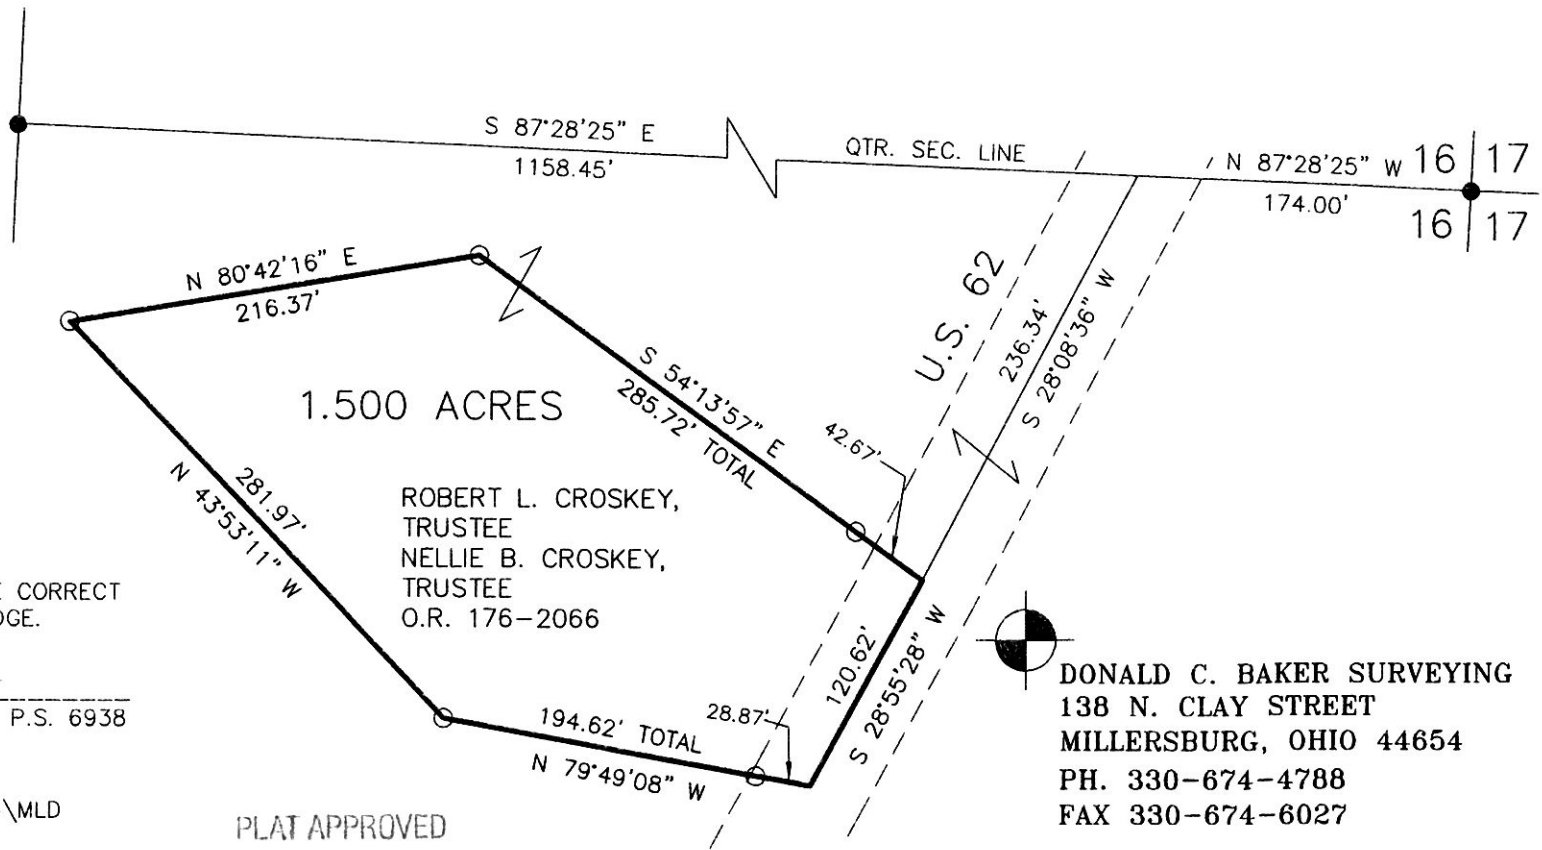 S 87°28'25" E
1158.45'
QTR. SEC. LINE
N 87°28'25" W
174.00'
16 17
16 17
N 80°42'16" E
216.37'
U.S. 62
236.34'
S 28°08'36" W
S 54°13'57" E
285.72' TOTAL
42.67'
1.500 ACRES
281.97'
N 43°53'11" W
ROBERT L. CROSKEY,
TRUSTEE
NELLIE B. CROSKEY,
TRUSTEE
O.R. 176-2066
CORRECT
OGE.
P.S. 6938
120.62'
S 28°55'28" W
28.87'
194.62' TOTAL
N 79°49'08" W
\MLD
PLAT APPROVED
DONALD C. BAKER SURVEYING
138 N. CLAY STREET
MILLERSBURG, OHIO 44654
PH. 330-674-4788
FAX 330-674-6027